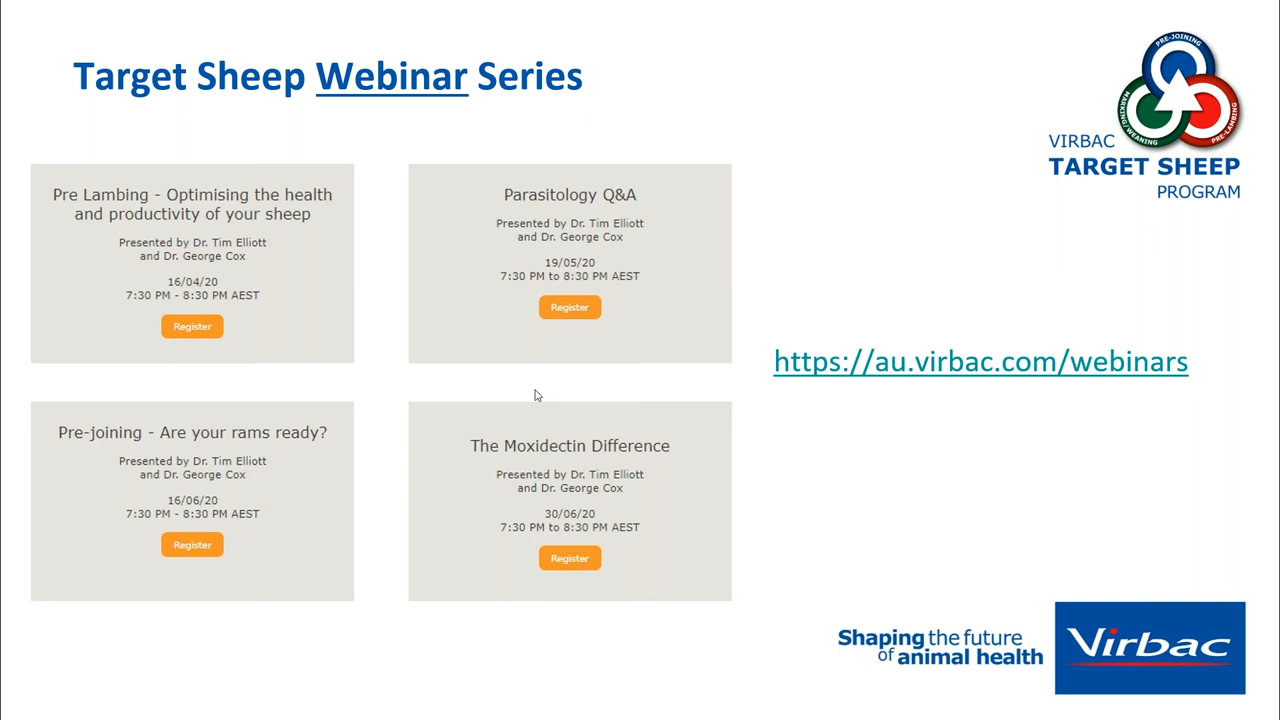 Target Sheep Webinar Series
PRE-JOINING
MARKING/WEANING
PRE-LAMBING
VIRBAC
TARGET SHEEP
PROGRAM
Pre Lambing - Optimising the health
and productivity of your sheep
Presented by Dr. Tim Elliott
and Dr. George Cox
16/04/20
7:30 PM - 8:30 PM AEST
Register
Parasitology Q&A
Presented by Dr. Tim Elliott
and Dr. George Cox
19/05/20
7:30 PM to 8:30 PM AEST
Register
https://au.virbac.com/webinars
Pre-joining - Are your rams ready?
Presented by Dr. Tim Elliott
and Dr. George Cox
16/06/20
7:30 PM - 8:30 PM AEST
Register
The Moxidectin Difference
Presented by Dr. Tim Elliott
and Dr. George Cox
30/06/20
7:30 PM to 8:30 PM AEST
Register
Shaping the future
of animal health
Virbac